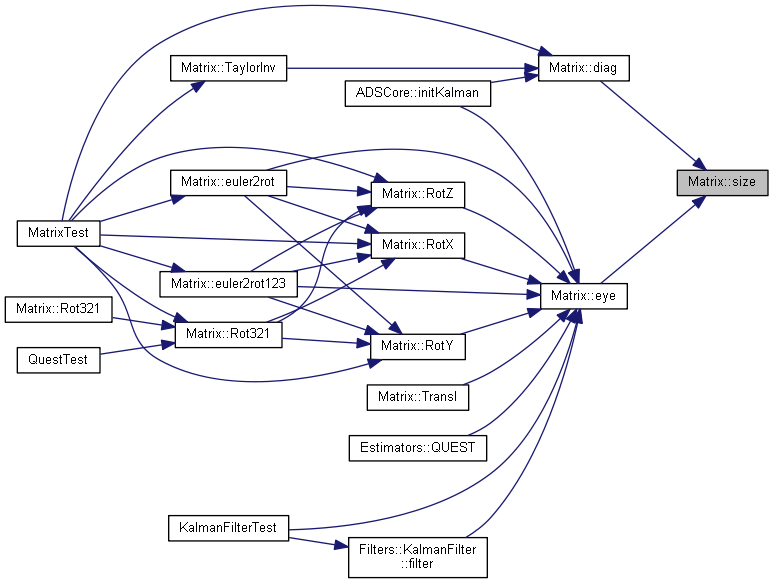 Matrix::diag
Matrix::TaylorInv
ADSCore::initKalman
Matrix::euler2rot
Matrix::RotZ
Matrix::size
MatrixTest
Matrix::RotX
Matrix::euler2rot123
Matrix::eye
Matrix::Rot321
Matrix::Rot321
Matrix::RotY
QuestTest
Matrix::Transl
Estimators::QUEST
KalmanFilterTest
Filters::KalmanFilter
::filter